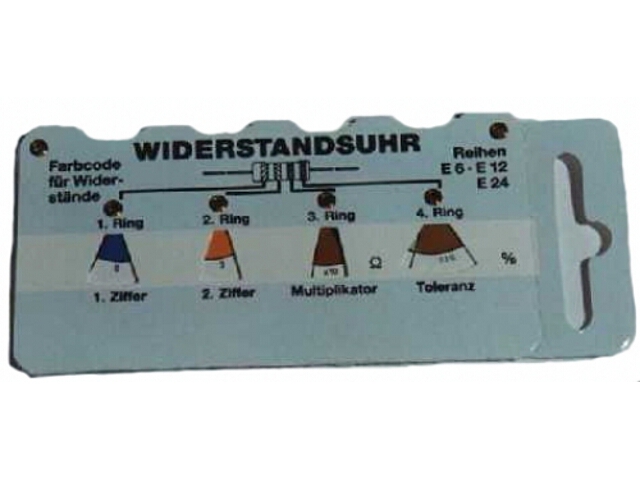 WIDERSTANDSUHR
Farbcode
für Wider-
stände
Reihen
E 6 - E 12
E 24
1. Ring
2. Ring
3. Ring
4. Ring
x10
Ω
%
1. Ziffer
2. Ziffer
Multiplikator
Toleranz